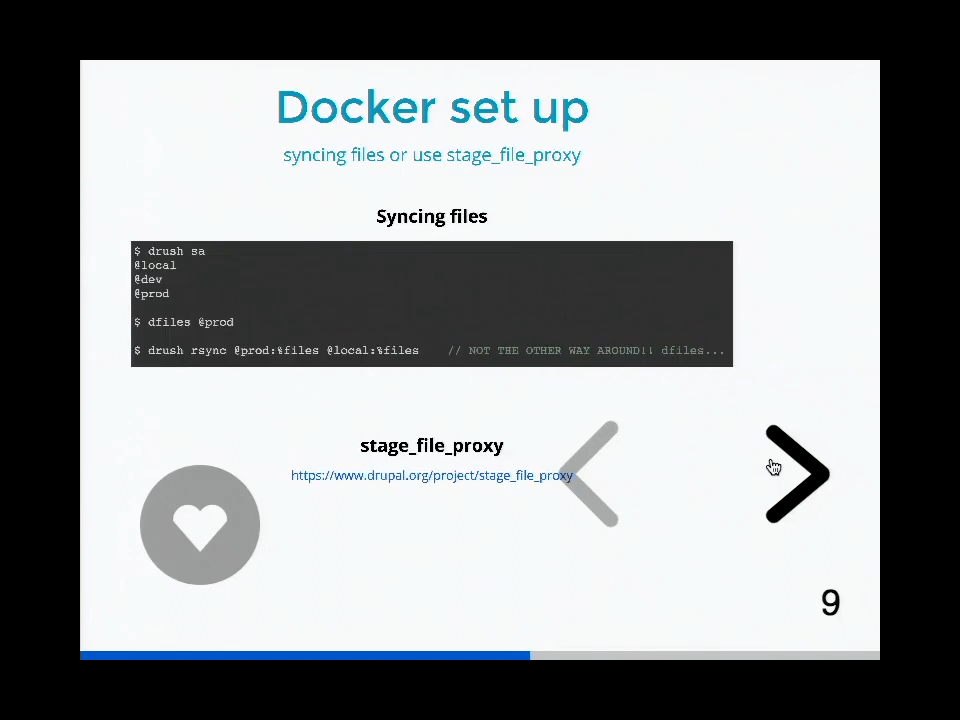 Docker set up
syncing files or use stage_file_proxy
Syncing files
$ drush sa
@local
@dev
@prod
$ dfiles @prod
$ drush rsync @prod:%files @local:%files // NOT THE OTHER WAY AROUND!! dfiles...
stage_file_proxy
https://www.drupal.org/project/stage_file_proxy
9